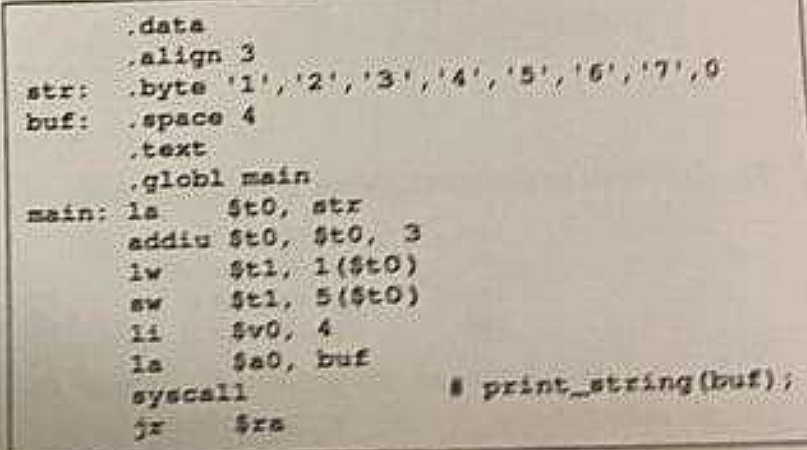 .data
.align 3
str: .byte '1','2','3','4','5','6','7',0
buf: .space 4
.text
.globl main
main: la $t0, str
addiu $t0, $t0, 3
lw $t1, 1($t0)
sw $t1, 5($t0)
li $v0, 4
la $a0, buf
syscall # print_string(buf);
jr $ra